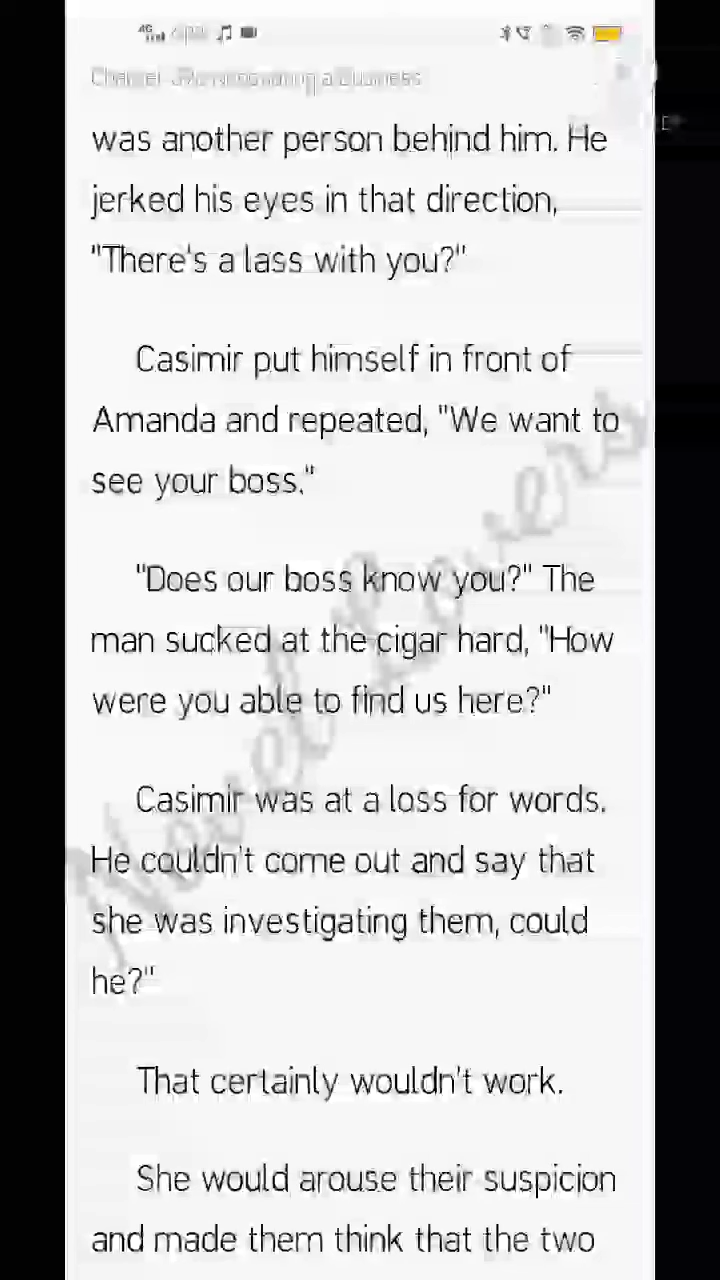 was another person behind him. He
jerked his eyes in that direction,
"There's a lass with you?"
Casimir put himself in front of
Amanda and repeated, "We want to
see your boss."
"Does our boss know you?" The
man sucked at the cigar hard, "How
were you able to find us here?"
Casimir was at a loss for words.
He couldn't come out and say that
she was investigating them, could
he?"
That certainly wouldn't work.
She would arouse their suspicion
and made them think that the two
Novel Lovers